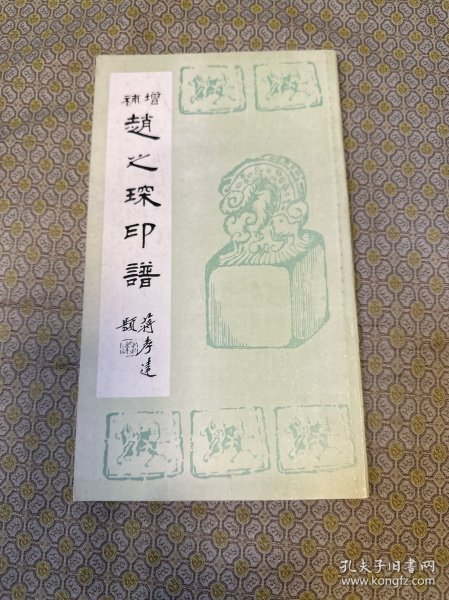 增補
趙之琛印譜
蔣孝達
題
孔夫子旧书网
www.kongfz.com